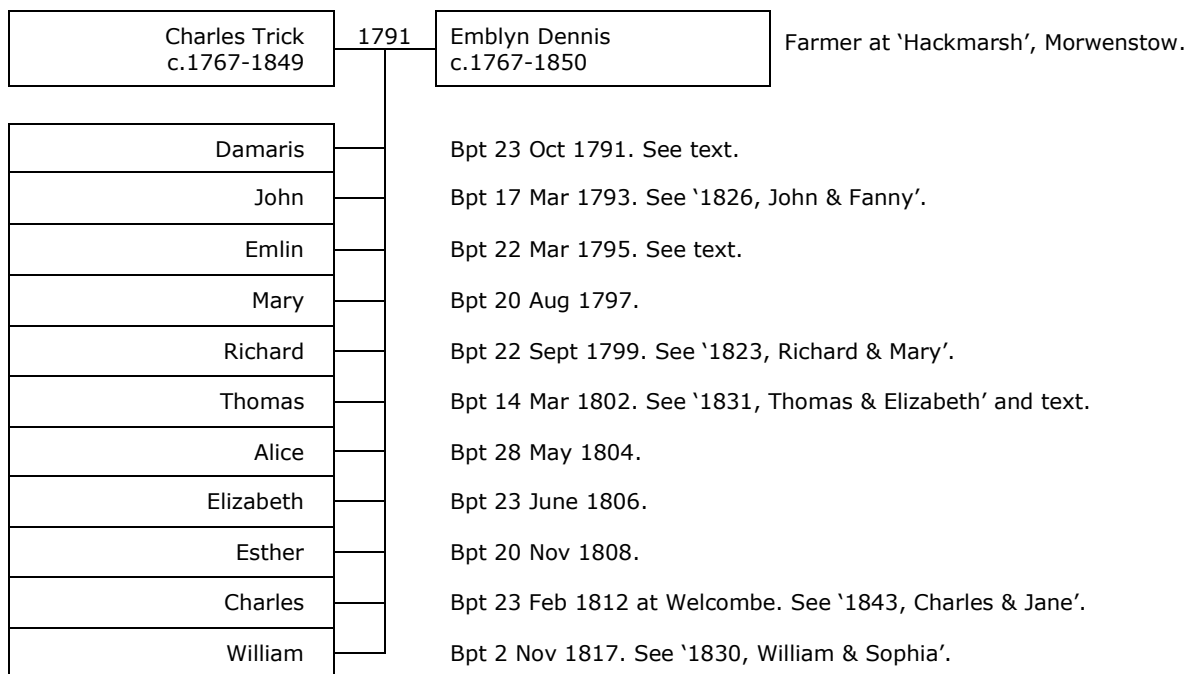 Charles Trick
c.1767-1849
1791
Emblyn Dennis
c.1767-1850
Farmer at ‘Hackmarsh’, Morwenstow.
Damaris Bpt 23 Oct 1791. See text.
John Bpt 17 Mar 1793. See ‘1826, John & Fanny’.
Emlin Bpt 22 Mar 1795. See text.
Mary Bpt 20 Aug 1797.
Richard Bpt 22 Sept 1799. See ‘1823, Richard & Mary’.
Thomas Bpt 14 Mar 1802. See ‘1831, Thomas & Elizabeth’ and text.
Alice Bpt 28 May 1804.
Elizabeth Bpt 23 June 1806.
Esther Bpt 20 Nov 1808.
Charles Bpt 23 Feb 1812 at Welcombe. See ‘1843, Charles & Jane’.
William Bpt 2 Nov 1817. See ‘1830, William & Sophia’.